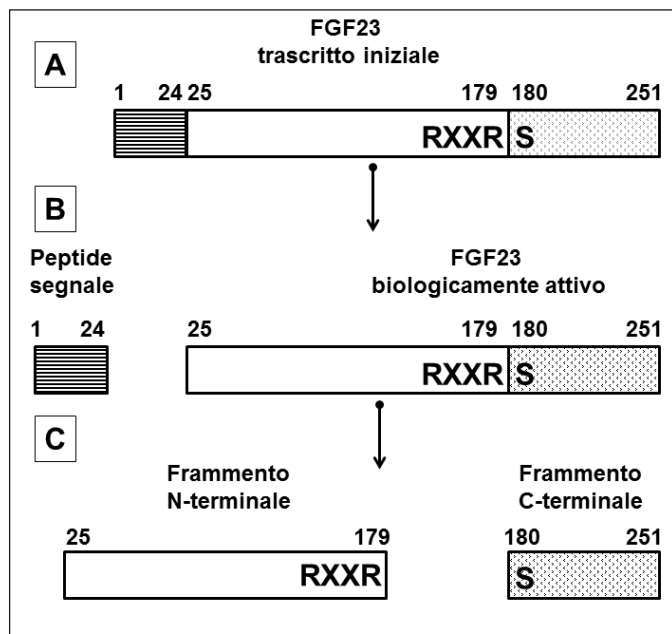 A
FGF23
trascritto iniziale
1 24 25 179 180 251
RXXR S
B
Peptide
segnale
FGF23
biologicamente attivo
1 24 25 179 180 251
RXXR S
C
Frammento
N-terminale
Frammento
C-terminale
25 179 180 251
RXXR S